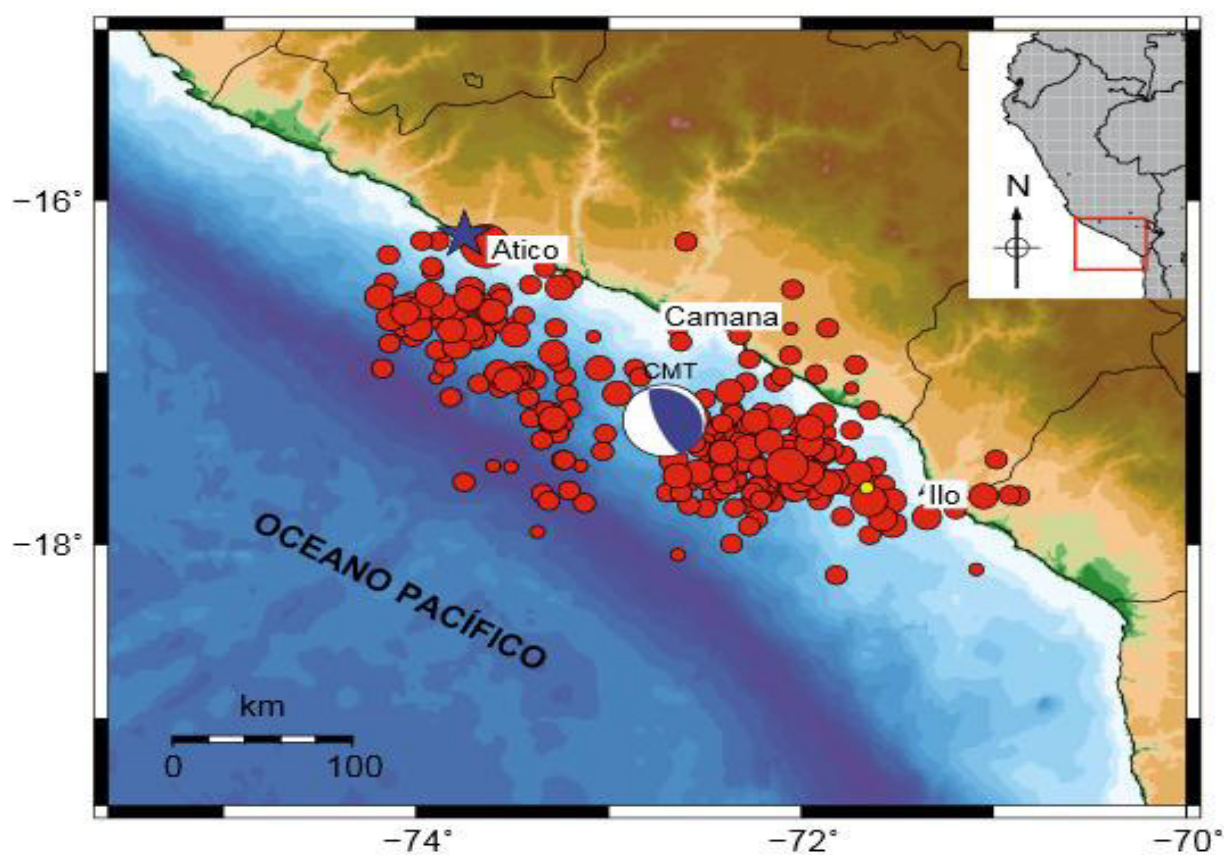 N
−16°
Atico
Camana
CMT
Ilo
−18°
OCEANO PACÍFICO
km
0 100
−74° −72° −70°